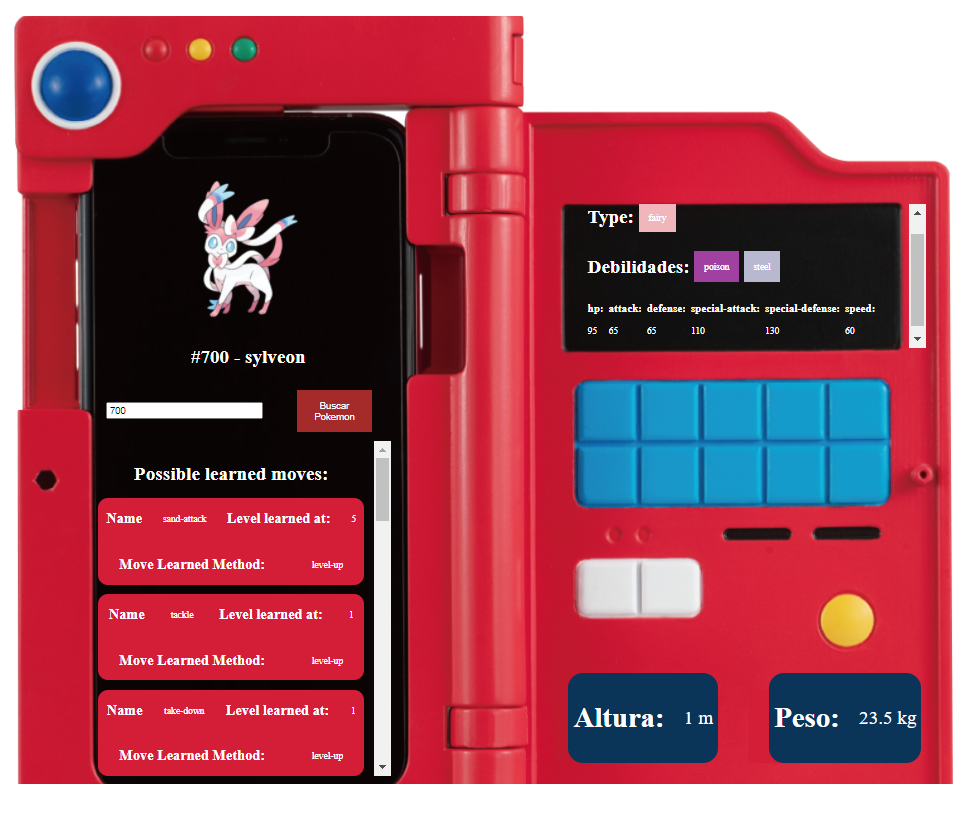 #700 - sylveon
700
Buscar
Pokemon
Possible learned moves:
Name sand-attack Level learned at: 5
Move Learned Method: level-up
Name tackle Level learned at: 1
Move Learned Method: level-up
Name take-down Level learned at: 1
Move Learned Method: level-up
Type: fairy
Debilidades: poison steel
hp: attack: defense: special-attack: special-defense: speed:
95 65 65 110 130 60
Altura: 1 m
Peso: 23.5 kg